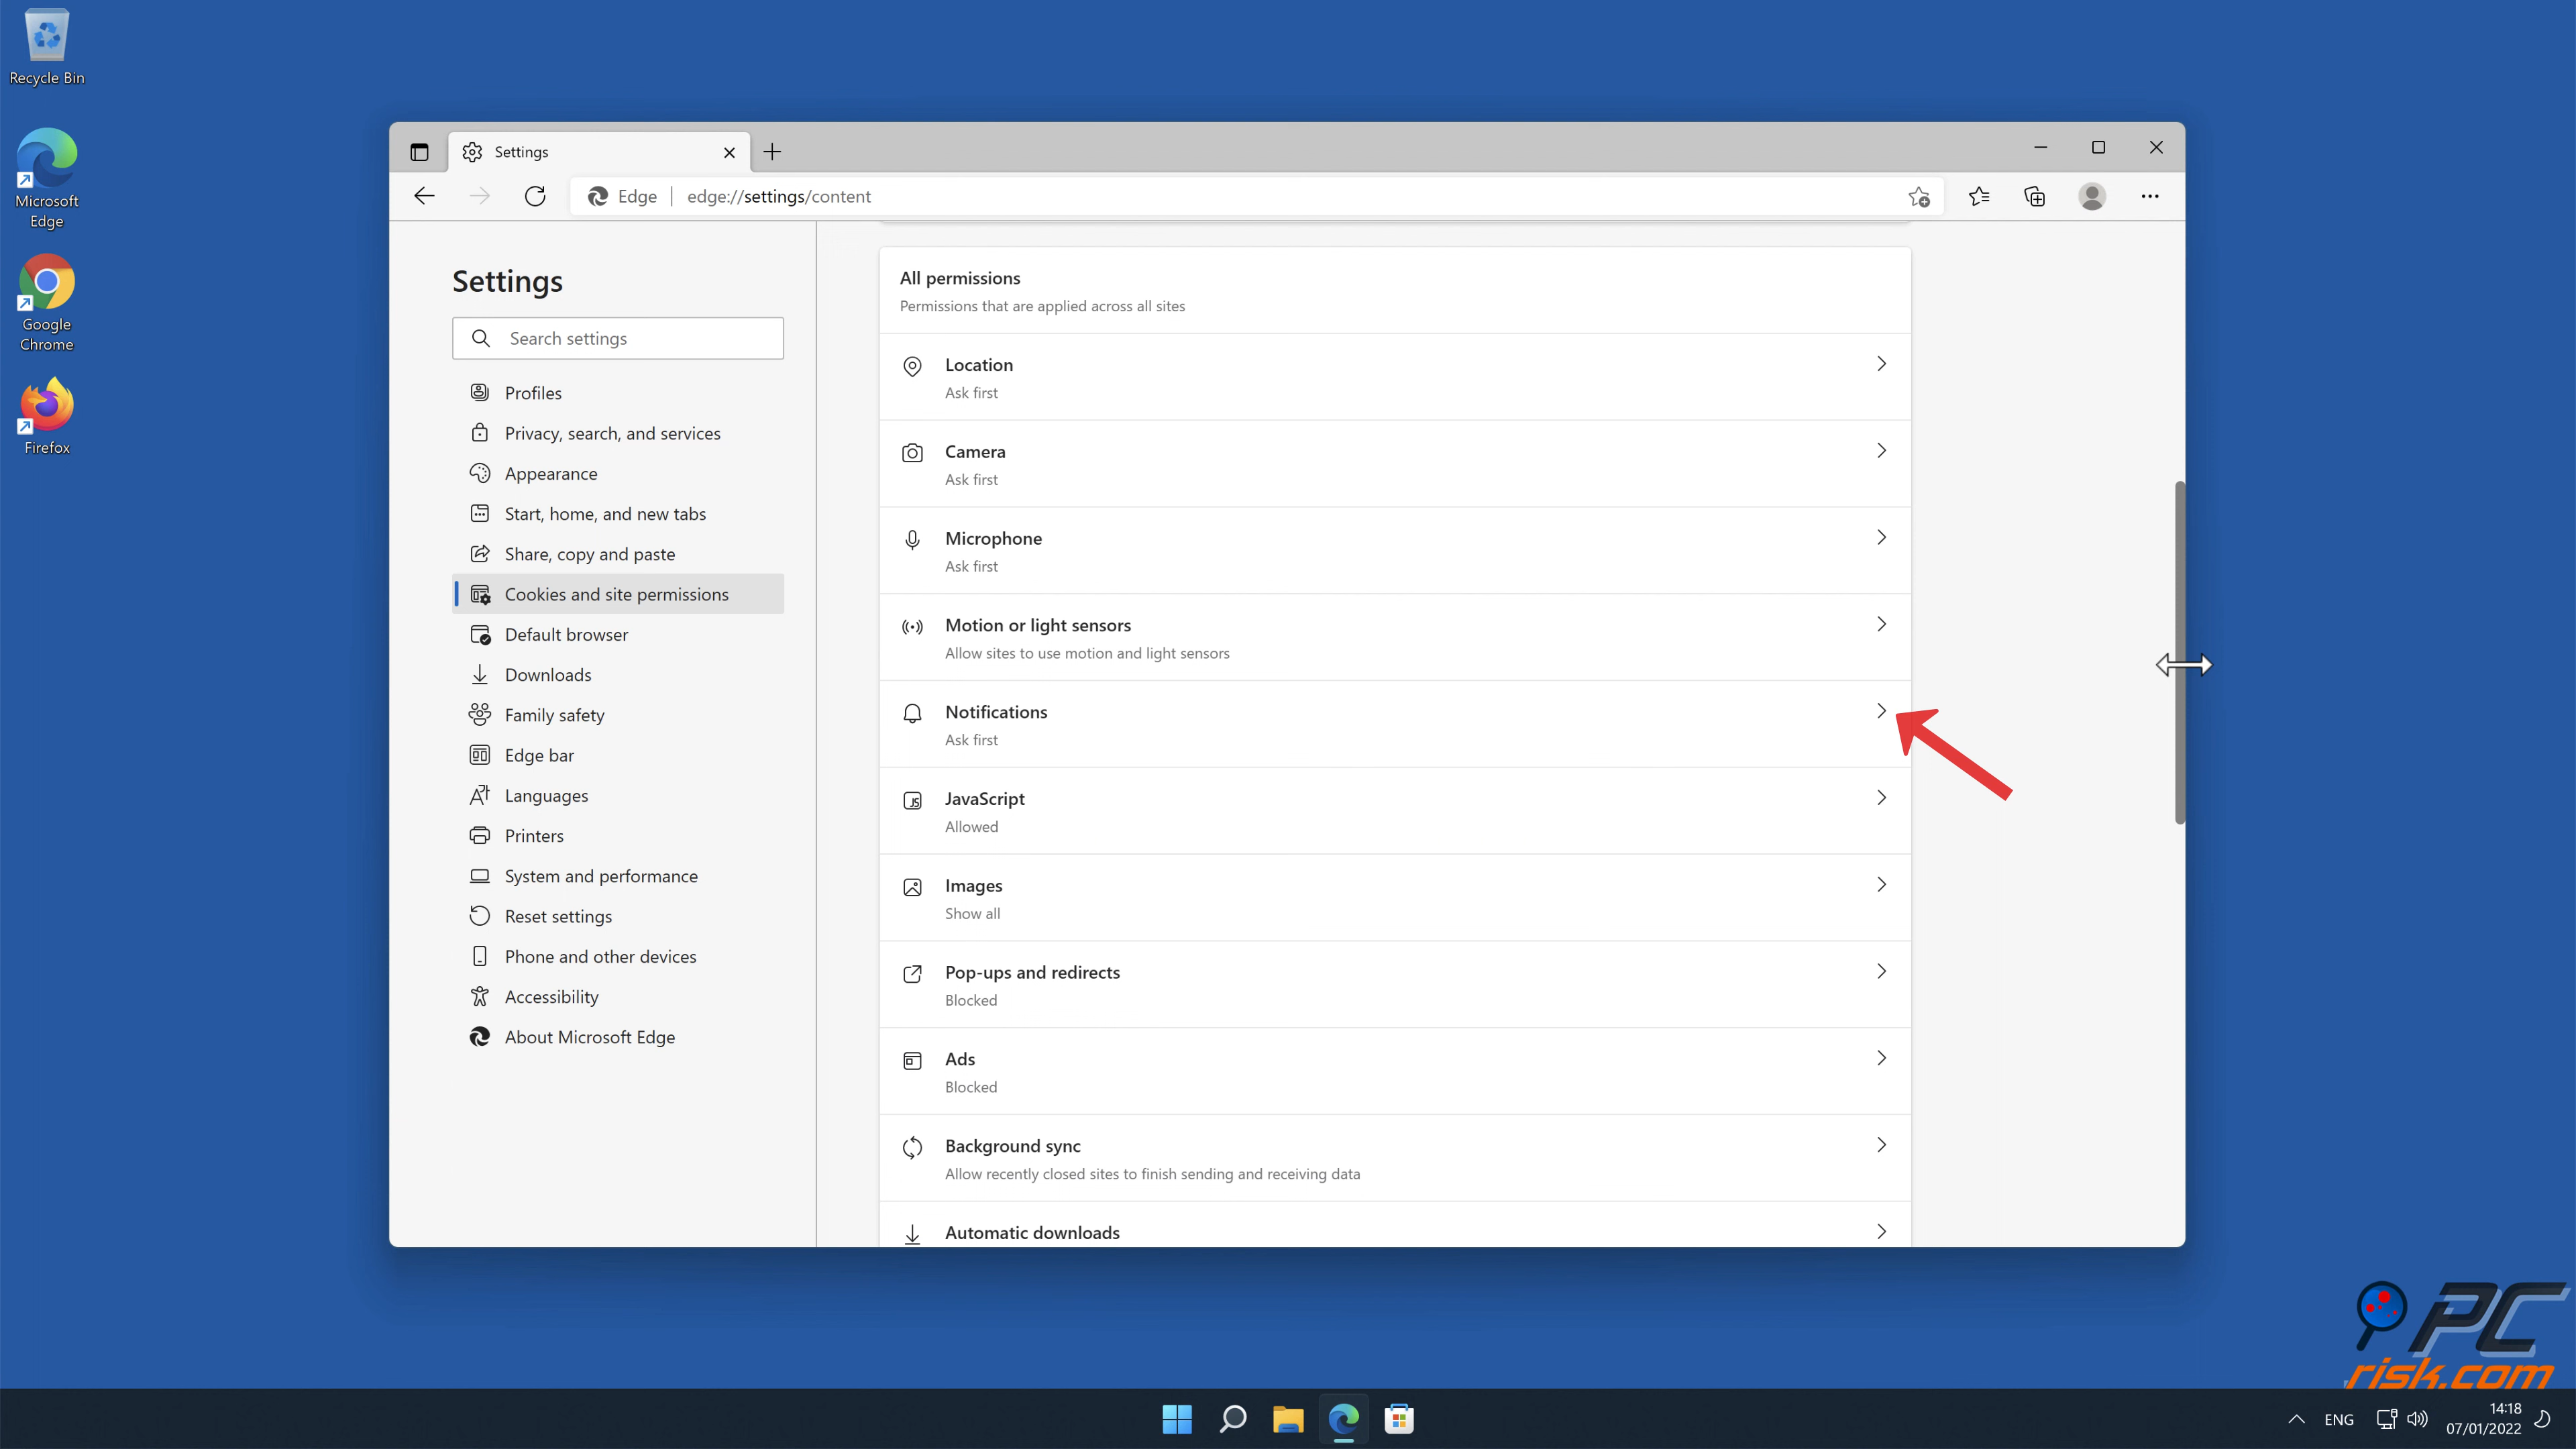 Recycle Bin
Microsoft
Edge
Google
Chrome
Firefox
Settings
Edge
edge://settings/content
Settings
Search settings
Profiles
Privacy, search, and services
Appearance
Start, home, and new tabs
Share, copy and paste
Cookies and site permissions
Default browser
Downloads
Family safety
Edge bar
Languages
Printers
System and performance
Reset settings
Phone and other devices
Accessibility
About Microsoft Edge
All permissions
Permissions that are applied across all sites
Location
Ask first
Camera
Ask first
Microphone
Ask first
Motion or light sensors
Allow sites to use motion and light sensors
Notifications
Ask first
JavaScript
Allowed
Images
Show all
Pop-ups and redirects
Blocked
Ads
Blocked
Background sync
Allow recently closed sites to finish sending and receiving data
Automatic downloads
PC
risk.com
ENG
14:18
07/01/2022